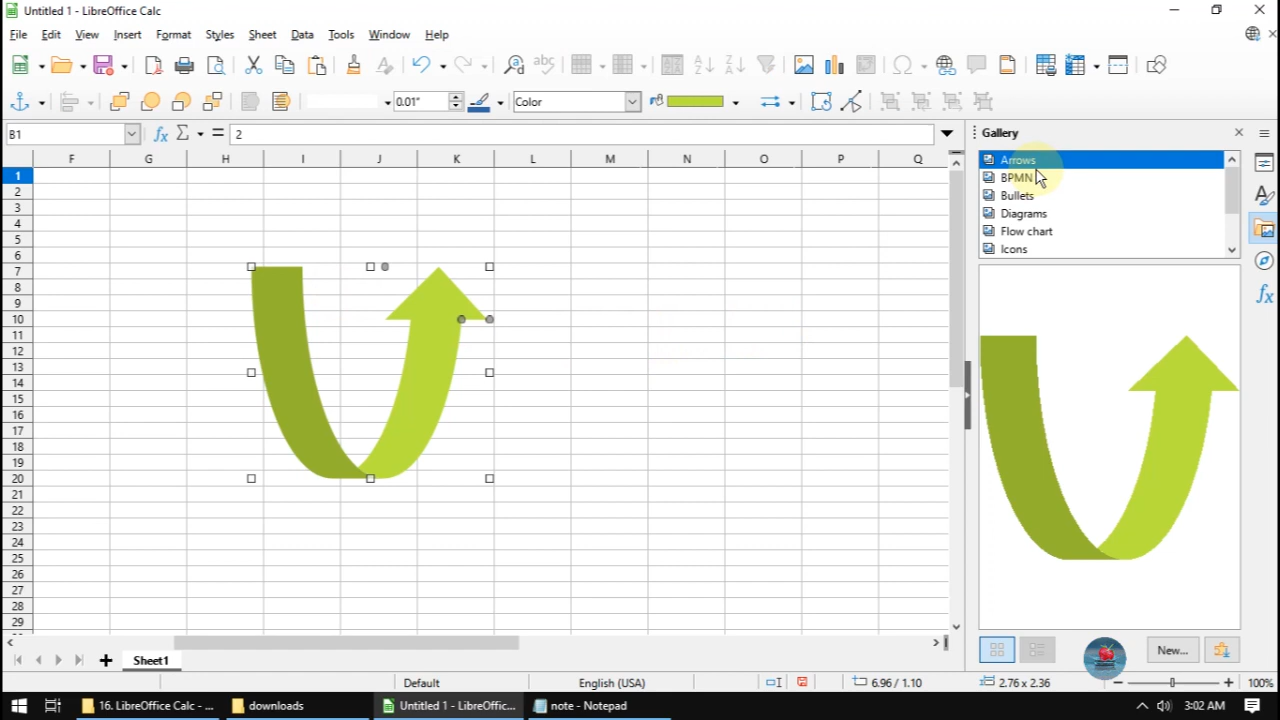 Untitled 1 - LibreOffice Calc
File Edit View Insert Format Styles Sheet Data Tools Window Help
0.01" Color
B1 2
F G H I J K L M N O P Q
1
2
3
4
5
6
7
8
9
10
11
12
13
14
15
16
17
18
19
20
21
22
23
24
25
26
27
28
29
Gallery
Arrows
BPMN
Bullets
Diagrams
Flow chart
Icons
New...
Sheet1
Default English (USA) 6.96 / 1.10 2.76 x 2.36 100%
16. LibreOffice Calc - ... downloads Untitled 1 - LibreOffic... note - Notepad 3:02 AM